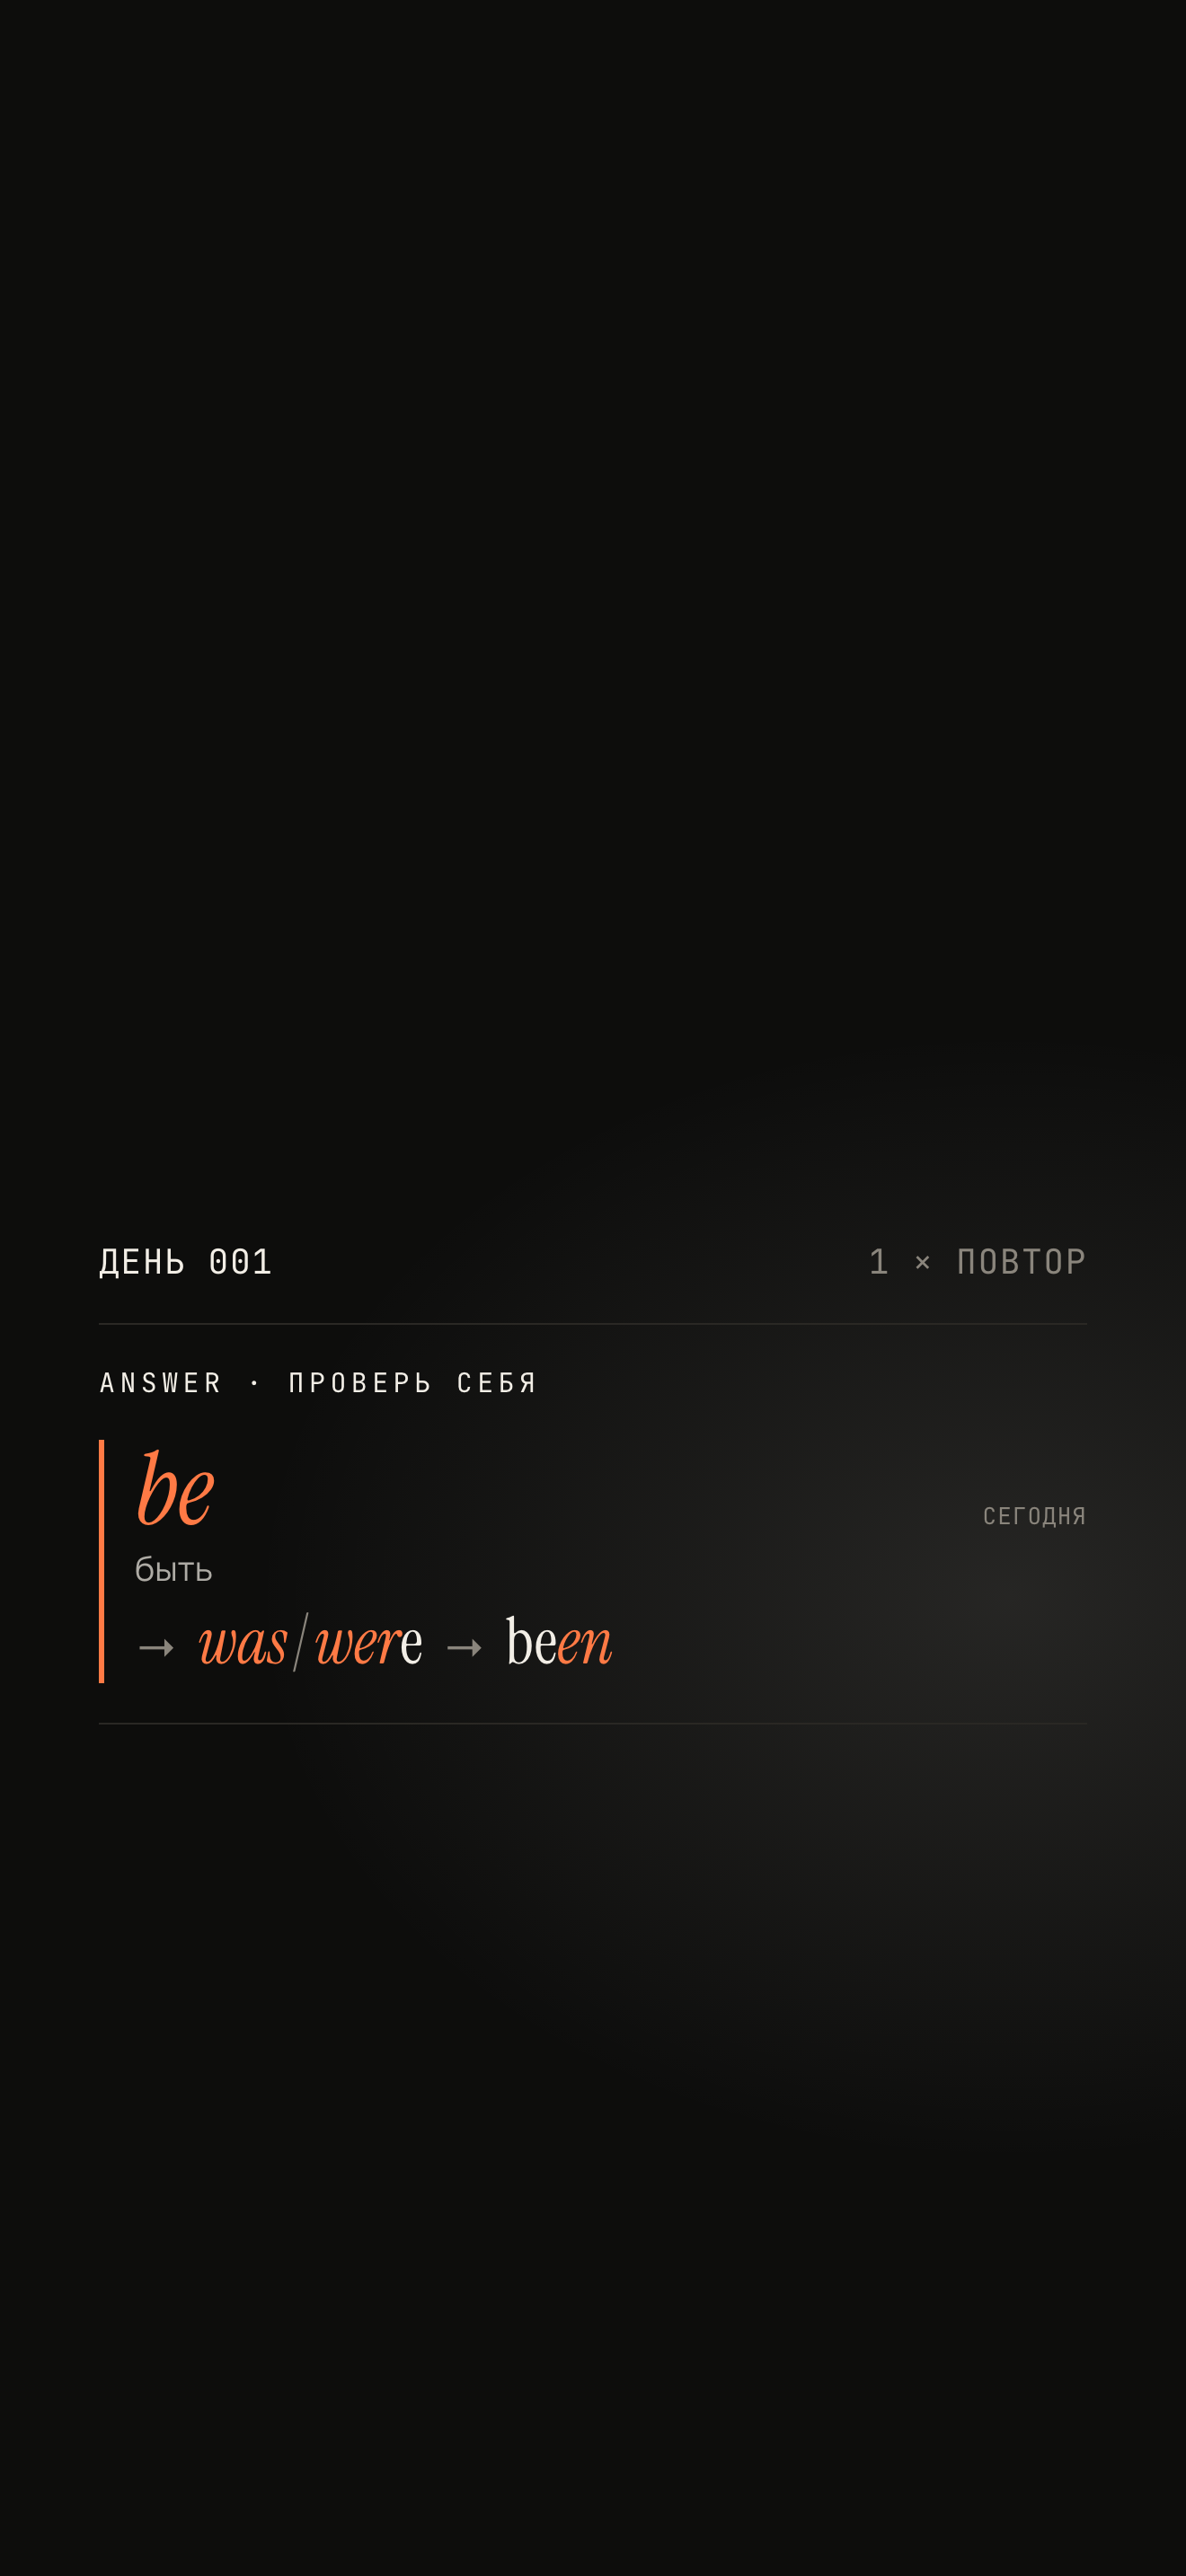 ДЕНЬ 001
1 × ПОВТОР
ANSWER · ПРОВЕРЬ СЕБЯ
be
СЕГОДНЯ
быть
→ was/were → been